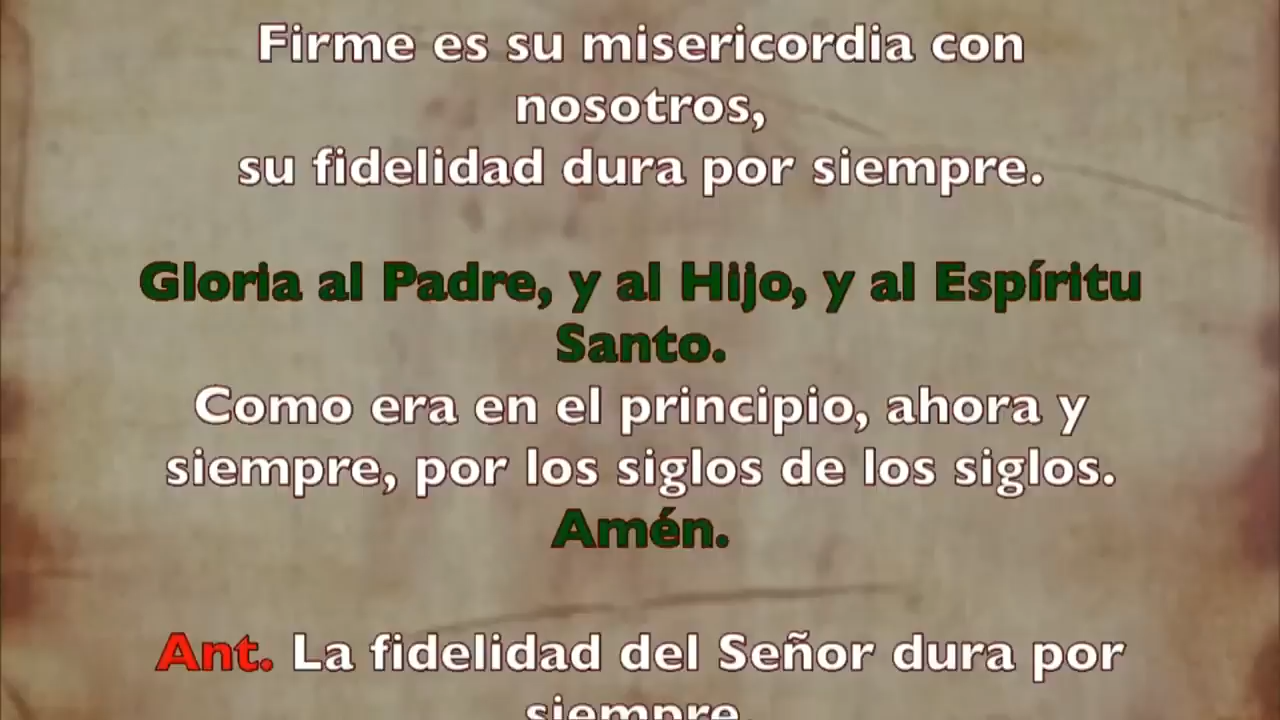 Firme es su misericordia con
nosotros,
su fidelidad dura por siempre.
Gloria al Padre, y al Hijo, y al Espíritu
Santo.
Como era en el principio, ahora y
siempre, por los siglos de los siglos.
Amén.
Ant. La fidelidad del Señor dura por
siempre.